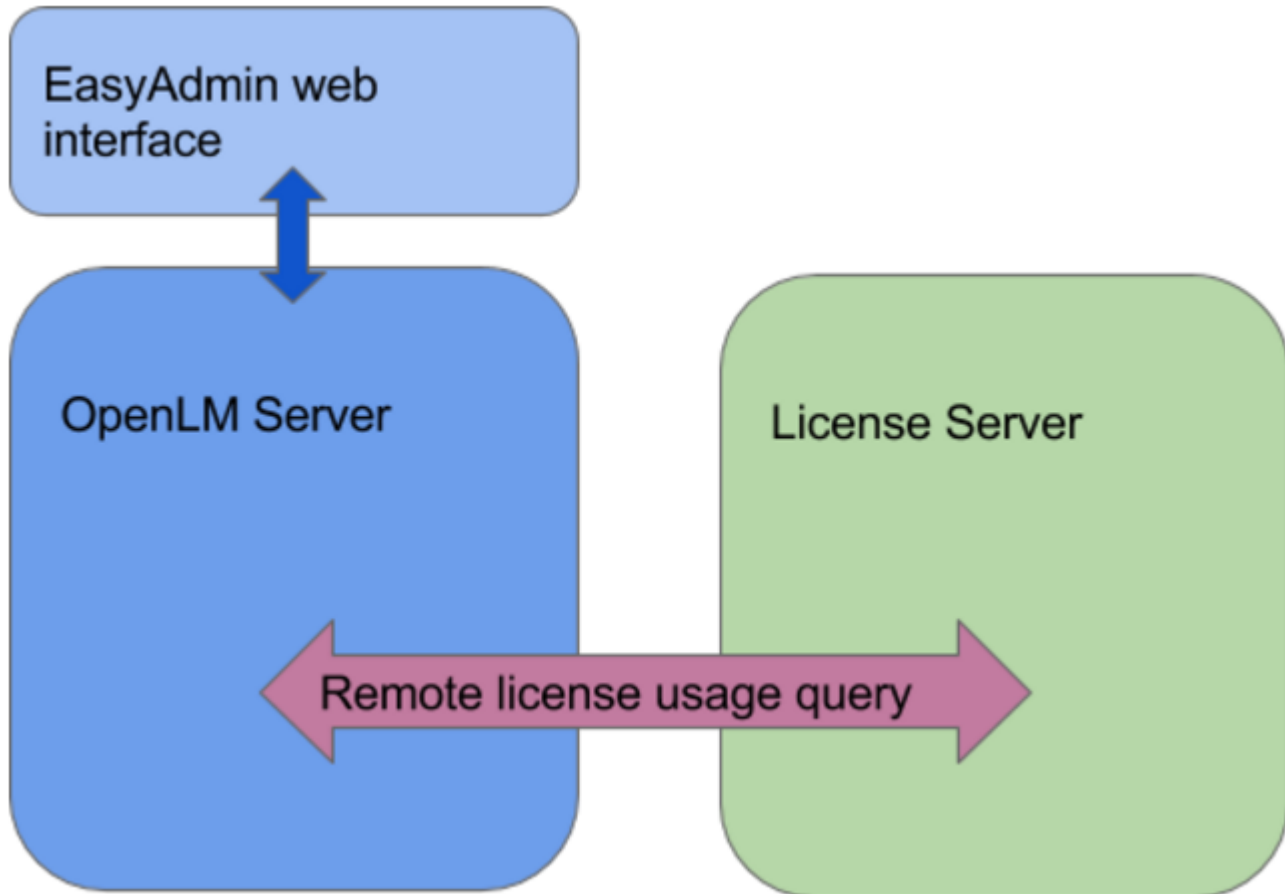 EasyAdmin web
interface
OpenLM Server
License Server
Remote license usage query